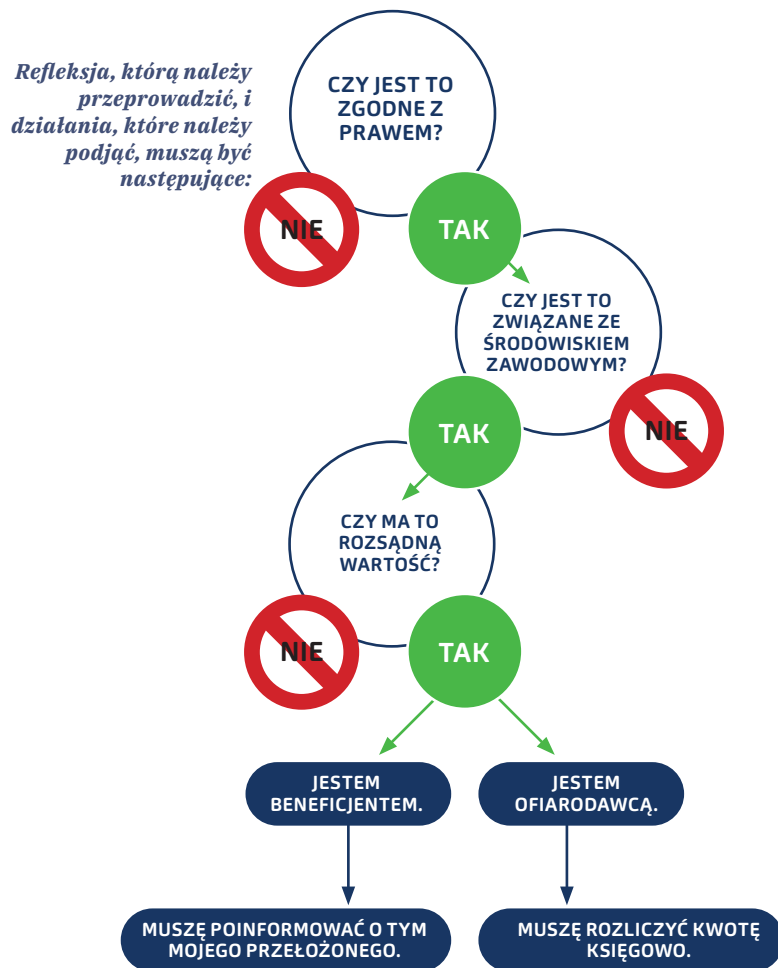 Refleksja, którą należy
przeprowadzić, i
działania, które należy
podjąć, muszą być
następujące:
CZY JEST TO
ZGODNE Z
PRAWEM?
NIE
TAK
CZY JEST TO
ZWIĄZANE ZE
ŚRODOWISKIEM
ZAWODOWYM?
TAK
NIE
CZY MA TO
ROZSĄDNĄ
WARTOŚĆ?
NIE
TAK
JESTEM
BENEFICJENTEM.
JESTEM
OFIARODAWCĄ.
MUSZĘ POINFORMOWAĆ O TYM
MOJEGO PRZEŁOŻONEGO.
MUSZĘ ROZLICZYĆ KWOTĘ
KSIĘGOWO.